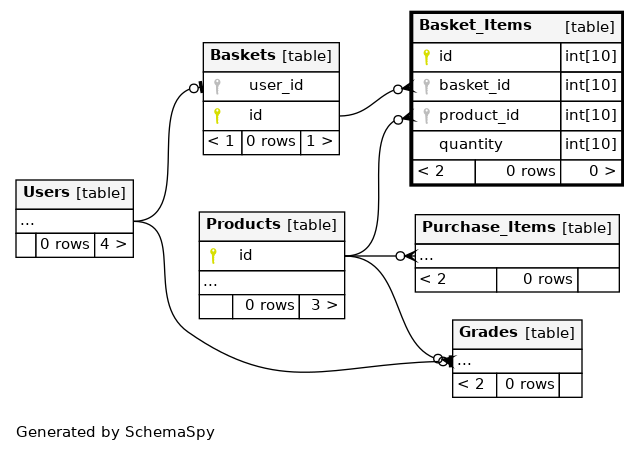 Baskets [table]
user_id
id
< 1 0 rows 1 >
Basket_Items [table]
id int[10]
basket_id int[10]
product_id int[10]
quantity int[10]
< 2 0 rows 0 >
Users [table]
...
0 rows 4 >
Products [table]
id
...
0 rows 3 >
Purchase_Items [table]
...
< 2 0 rows
Grades [table]
...
< 2 0 rows
Generated by SchemaSpy